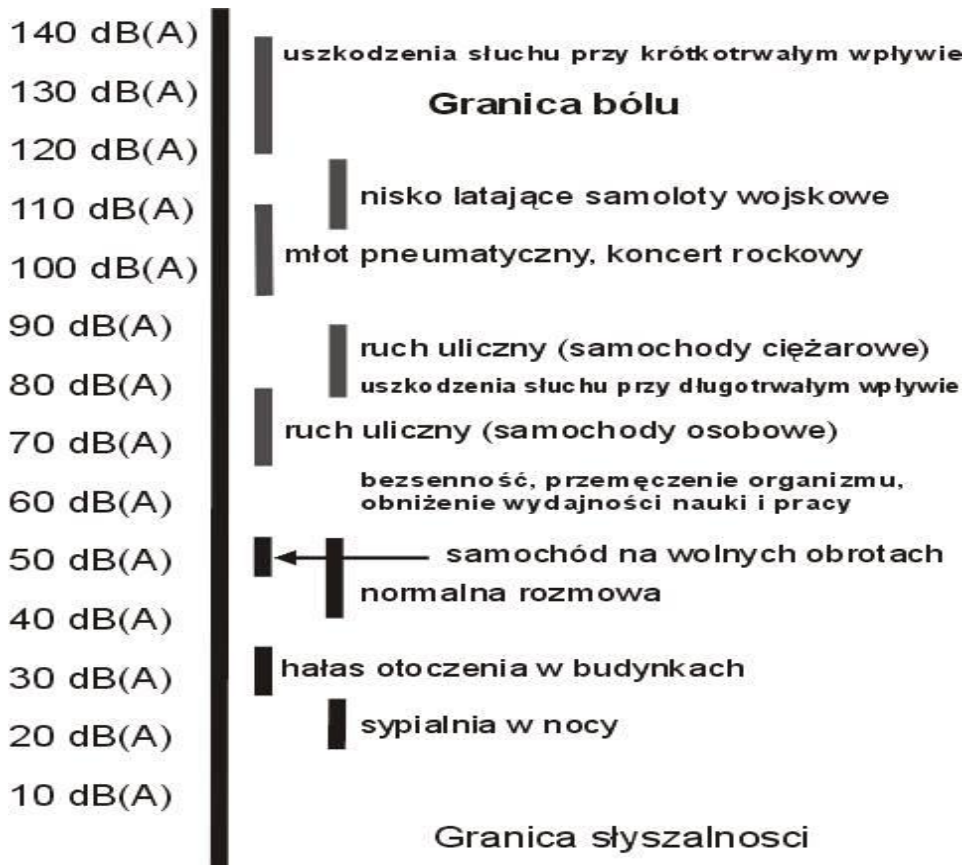 140 dB(A)
uszkodzenia słuchu przy krótkotrwałym wpływie
130 dB(A)
Granica bólu
120 dB(A)
nisko latające samoloty wojskowe
110 dB(A)
młot pneumatyczny, koncert rockowy
100 dB(A)
90 dB(A)
ruch uliczny (samochody ciężarowe)
80 dB(A)
uszkodzenia słuchu przy długotrwałym wpływie
70 dB(A)
ruch uliczny (samochody osobowe)
bezsenność, przemęczenie organizmu,
60 dB(A)
obniżenie wydajności nauki i pracy
50 dB(A)
samochód na wolnych obrotach
normalna rozmowa
40 dB(A)
30 dB(A)
hałas otoczenia w budynkach
20 dB(A)
sypialnia w nocy
10 dB(A)
Granica słyszalnosci